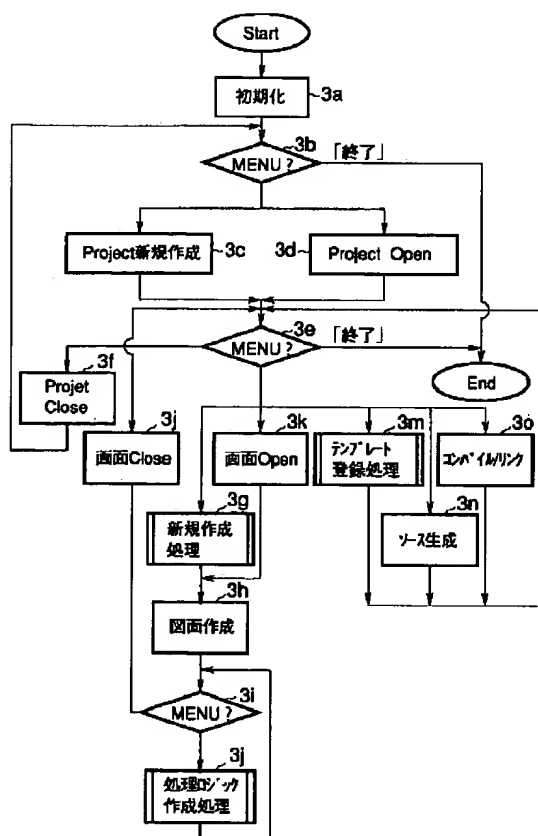 Start
初期化
3a
3b
MENU ?
「終了」
Project新規作成
3c
3d
Project Open
3e
MENU ?
「終了」
3f
Projet
Close
End
3j
画面Close
3k
画面Open
3m
テンプレート
登録処理
3o
コンパイル/リンク
3g
新規作成
処理
3n
ソース生成
3h
図面作成
3i
MENU ?
3j
処理ロジック
作成処理